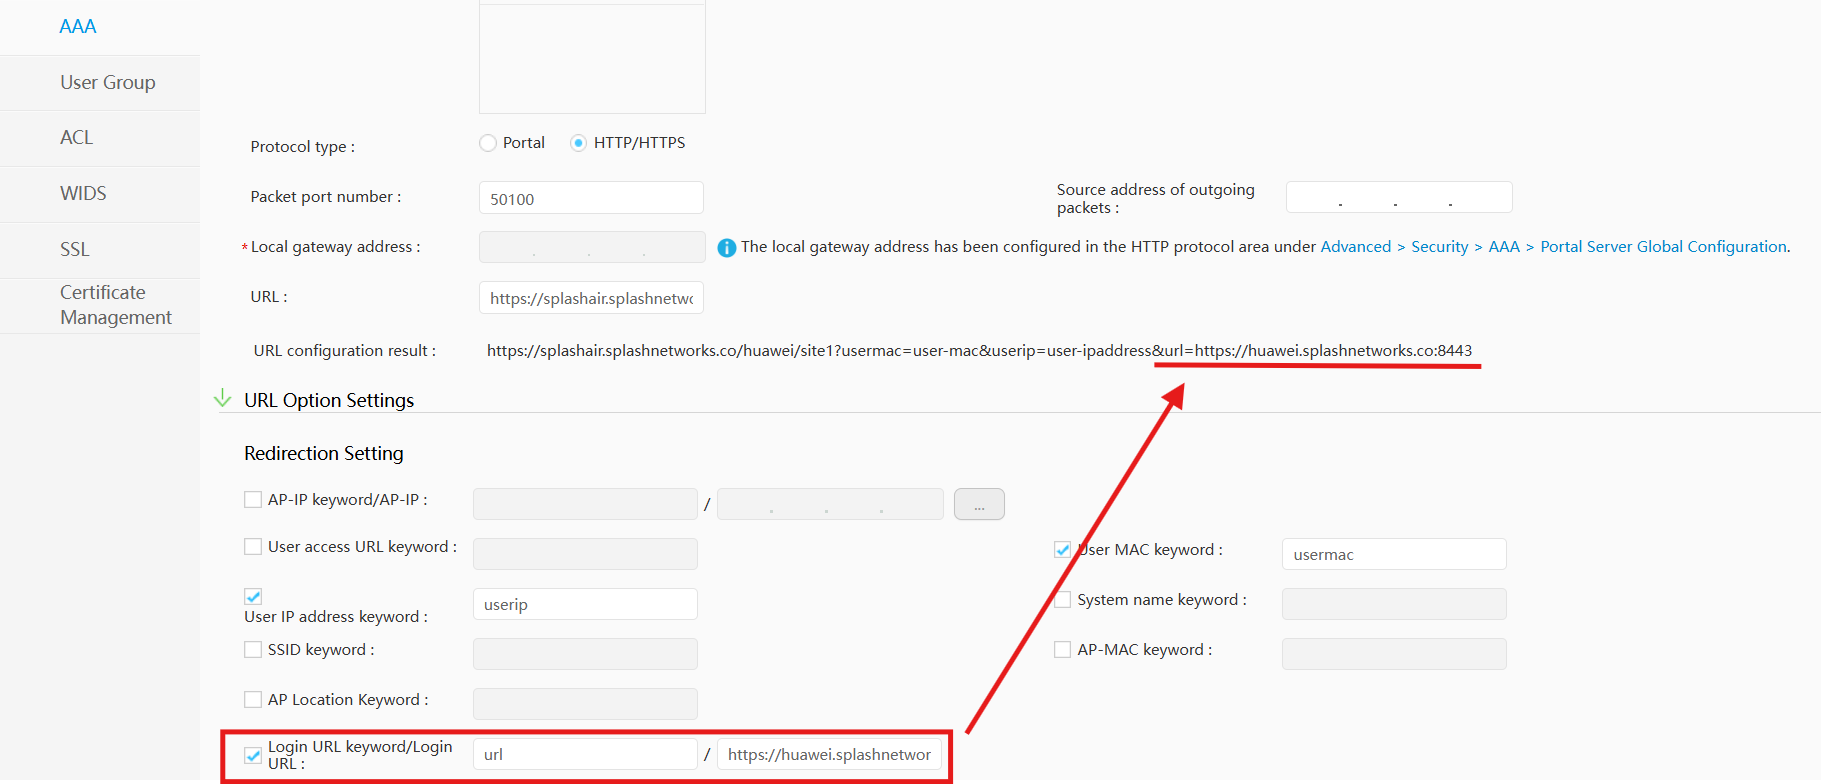 AAA
User Group
ACL
WIDS
SSL
Certificate
Management
Protocol type :
Portal
HTTP/HTTPS
Packet port number :
50100
Source address of outgoing
packets :
* Local gateway address :
The local gateway address has been configured in the HTTP protocol area under Advanced > Security > AAA > Portal Server Global Configuration.
URL :
https://splashair.splashnetwo
URL configuration result :
https://splashair.splashnetworks.co/huawei/site1?usermac=user-mac&userip=user-ipaddress&url=https://huawei.splashnetworks.co:8443
URL Option Settings
Redirection Setting
AP-IP keyword/AP-IP :
/
...
User access URL keyword :
User MAC keyword :
usermac
User IP address keyword :
userip
System name keyword :
SSID keyword :
AP-MAC keyword :
AP Location Keyword :
Login URL keyword/Login
URL :
url
/
https://huawei.splashnetwor